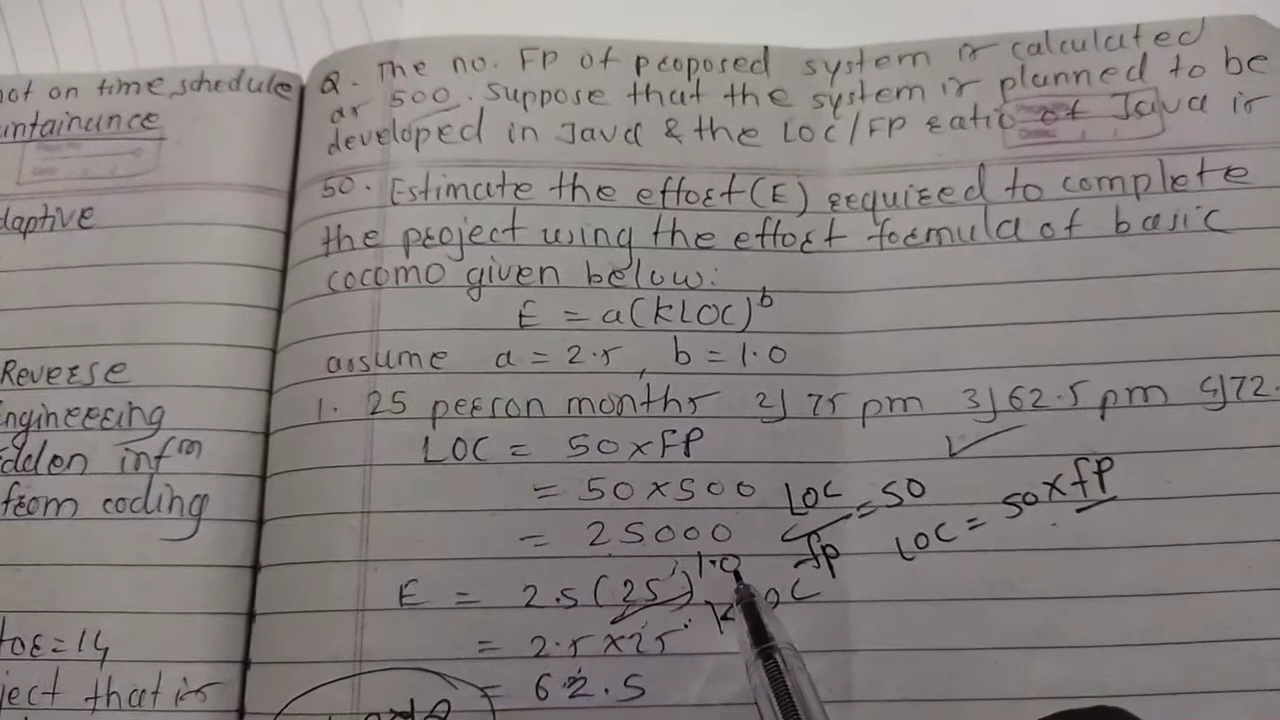 not on time schedule
untainance
daptive
Reverse
Engineering
dden infm
from coding
tor=14
ject that is
Q. The no. FP of proposed system is calculated
as 500. Suppose that the system is planned to be
developed in Java & the LOC/FP ratio of Java is
50. Estimate the effort (E) required to complete
the project using the effort formula of basic
cocomo given below:
E = a(KLOC)^b
assume a = 2.5, b = 1.0
1. 25 person months 2) 75 pm 3) 62.5 pm 4) 72.
LOC = 50 x FP
= 50 x 500
= 25000
LOC/fp = 50
LOC = 50 x fp
E = 2.5 (25)^1.0
= 2.5 x 25
= 62.5